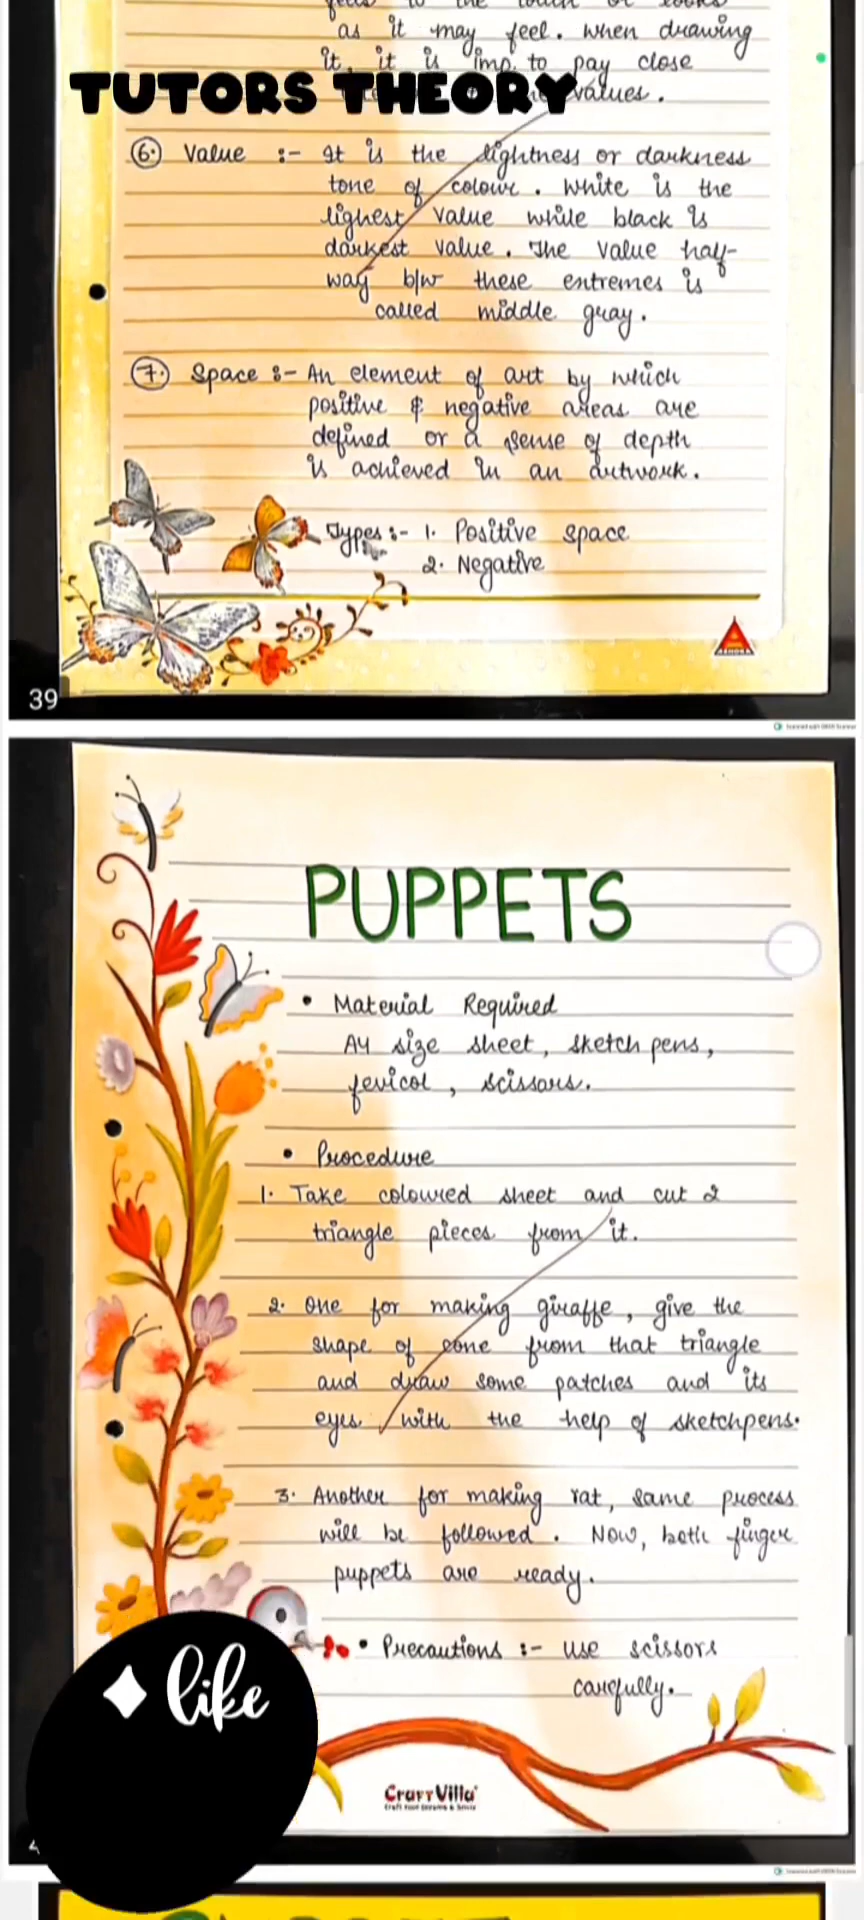 as it may feel. when drawing
it, it is imp. to pay close
TUTORS THEORY
values.
6. Value :- It is the lightness or darkness
tone of colour. White is the
lighest value while black is
darkest value. The value half-
way b/w these extremes is
called middle gray.
7. Space :- An element of art by which
positive & negative areas are
defined or a sense of depth
is achieved in an artwork.
Types :- 1. Positive space
2. Negative
39
PUPPETS
• Material Required
A4 size sheet, sketch pens,
fevicol, scissors.
• Procedure
1. Take coloured sheet and cut 2
triangle pieces from it.
2. One for making giraffe, give the
shape of cone from that triangle
and draw some patches and its
eyes with the help of sketchpens.
3. Another for making rat, same process
will be followed. Now, both finger
puppets are ready.
• Precautions :- use scissors
carefully.
like
Craft Villa